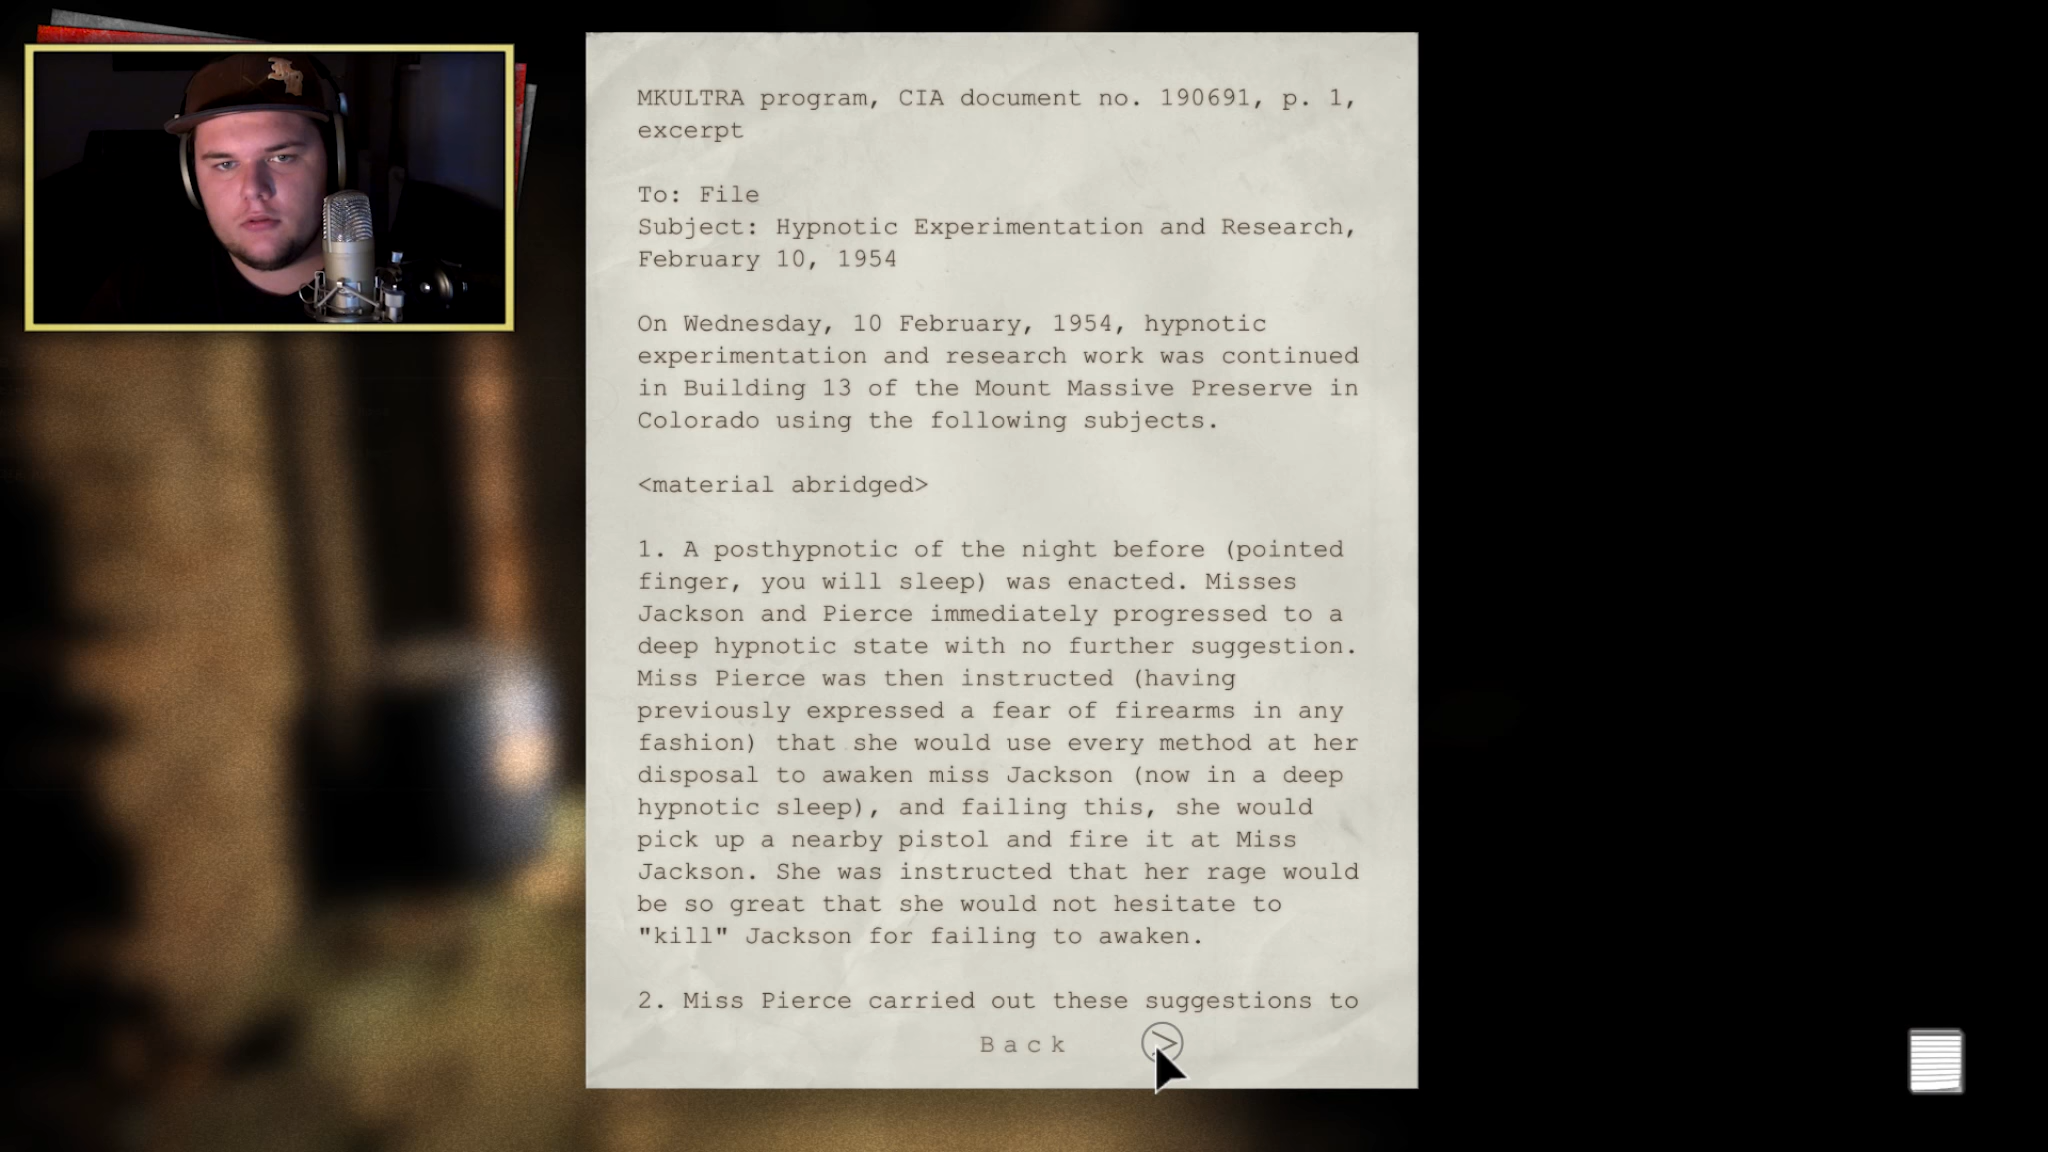 MKULTRA program, CIA document no. 190691, p. 1,
excerpt
To: File
Subject: Hypnotic Experimentation and Research,
February 10, 1954
On Wednesday, 10 February, 1954, hypnotic
experimentation and research work was continued
in Building 13 of the Mount Massive Preserve in
Colorado using the following subjects.
<material abridged>
1. A posthypnotic of the night before (pointed
finger, you will sleep) was enacted. Misses
Jackson and Pierce immediately progressed to a
deep hypnotic state with no further suggestion.
Miss Pierce was then instructed (having
previously expressed a fear of firearms in any
fashion) that she would use every method at her
disposal to awaken miss Jackson (now in a deep
hypnotic sleep), and failing this, she would
pick up a nearby pistol and fire it at Miss
Jackson. She was instructed that her rage would
be so great that she would not hesitate to
"kill" Jackson for failing to awaken.
2. Miss Pierce carried out these suggestions to
Back >